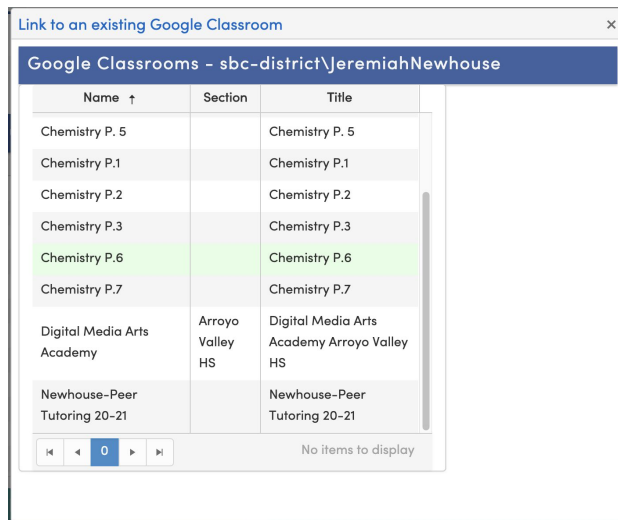 Link to an existing Google Classroom ×
Google Classrooms - sbc-district\JeremiahNewhouse
Name ↑ Section Title
Chemistry P. 5 Chemistry P. 5
Chemistry P.1 Chemistry P.1
Chemistry P.2 Chemistry P.2
Chemistry P.3 Chemistry P.3
Chemistry P.6 Chemistry P.6
Chemistry P.7 Chemistry P.7
Digital Media Arts
Academy
Arroyo
Valley
HS
Digital Media Arts
Academy Arroyo Valley
HS
Newhouse-Peer
Tutoring 20-21
Newhouse-Peer
Tutoring 20-21
0 No items to display